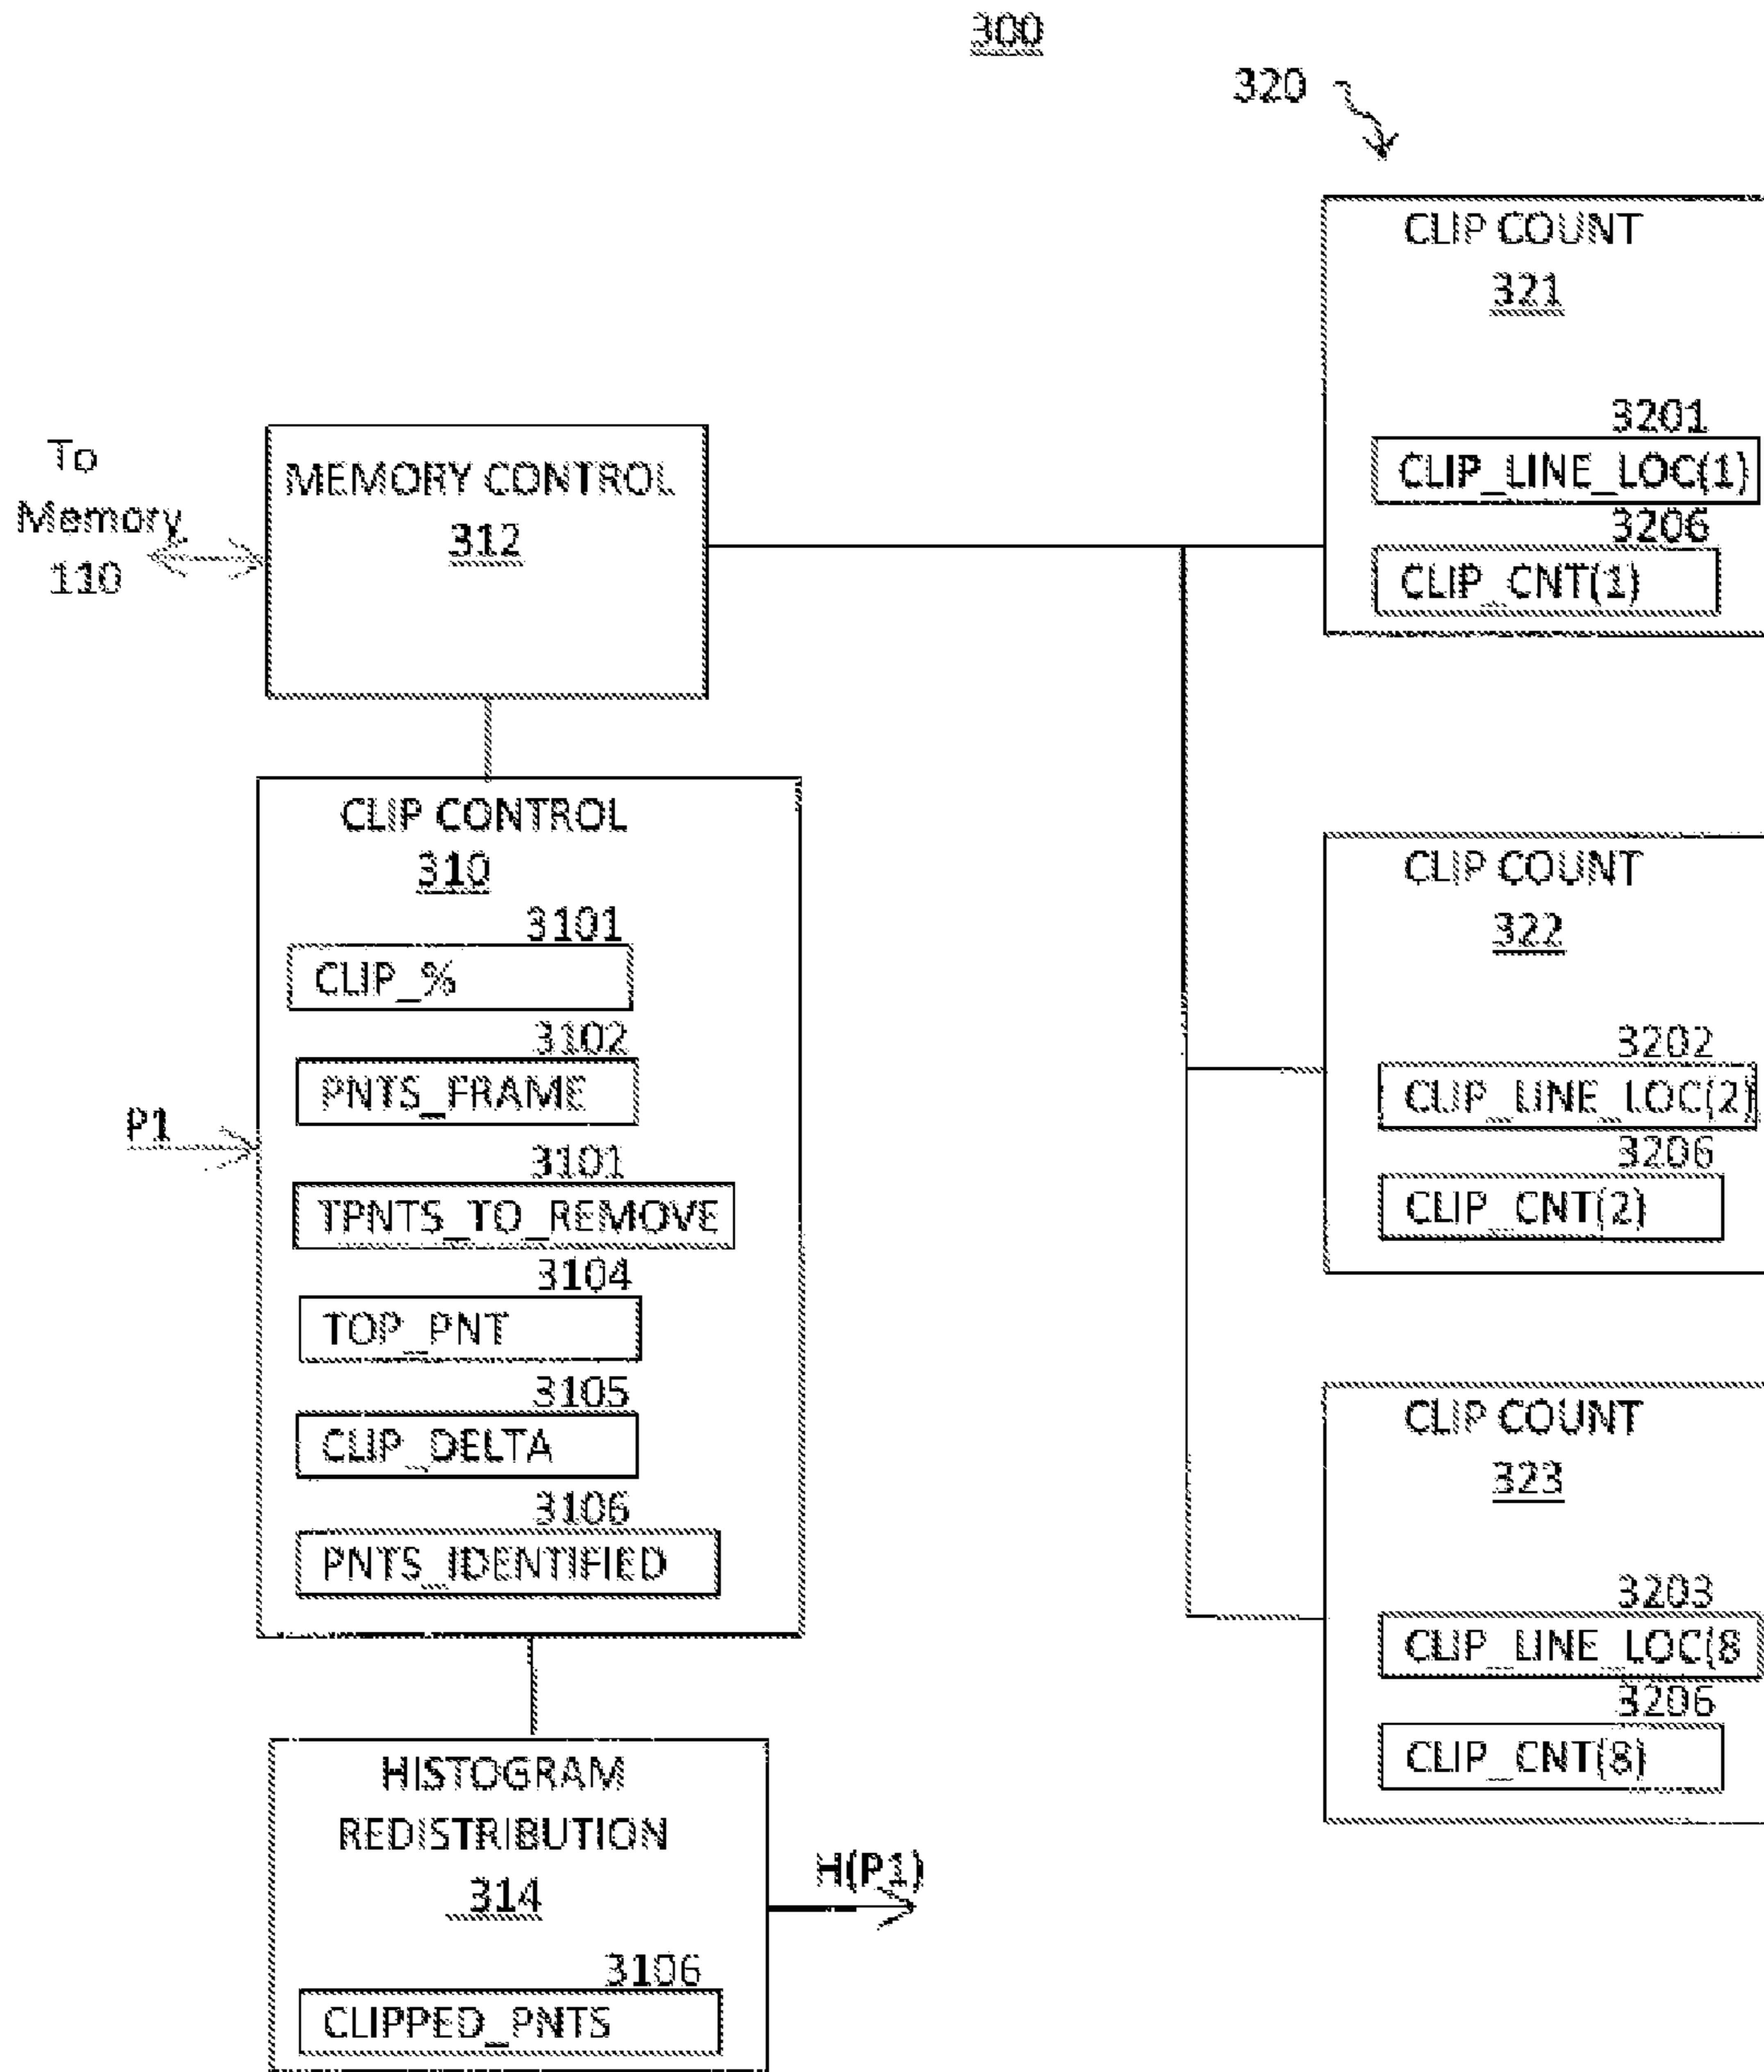 300
320
CLIP COUNT
321
3201
CLIP_LINE_LOC(1)
3206
CLIP_CNT(1)
To
Memory
110
MEMORY CONTROL
312
CLIP CONTROL
310
3101
CLIP_%
3102
PNTS_FRAME
3101
TPNTS_TO_REMOVE
3104
TOP_PNT
3105
CLIP_DELTA
3106
PNTS_IDENTIFIED
P1
CLIP COUNT
322
3202
CLIP_LINE_LOC(2)
3206
CLIP_CNT(2)
CLIP COUNT
323
3203
CLIP_LINE_LOC(8
3206
CLIP_CNT(8)
HISTOGRAM
REDISTRIBUTION
314
3106
CLIPPED_PNTS
H(P1)